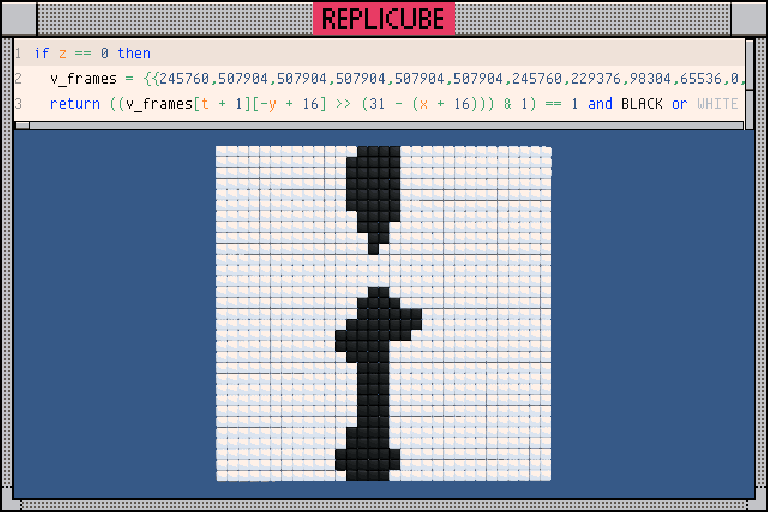 REPLICUBE
1 if z == 0 then
2   v_frames = {{245760,507904,507904,507904,507904,507904,245760,229376,98304,65536,0,
3   return ((v_frames[t + 1][-y + 16] >> (31 - (x + 16))) & 1) == 1 and BLACK or WHITE